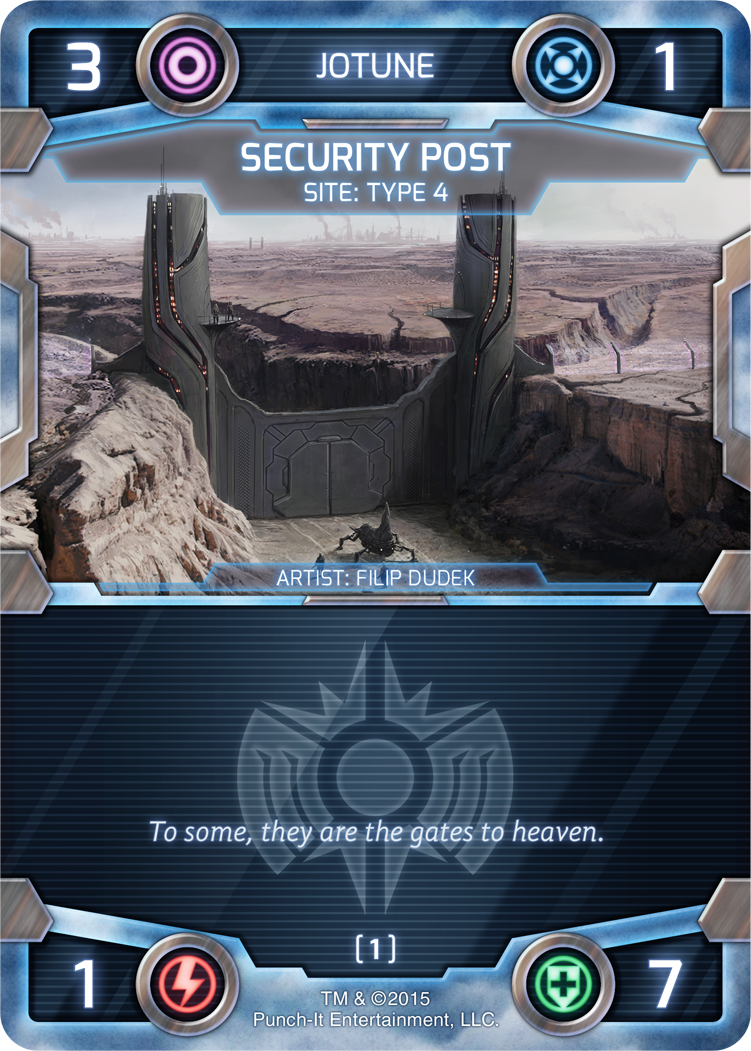 3 JOTUNE 1
SECURITY POST
SITE: TYPE 4
ARTIST: FILIP DUDEK
To some, they are the gates to heaven.
[1]
1 7
TM & ©2015
Punch-It Entertainment, LLC.